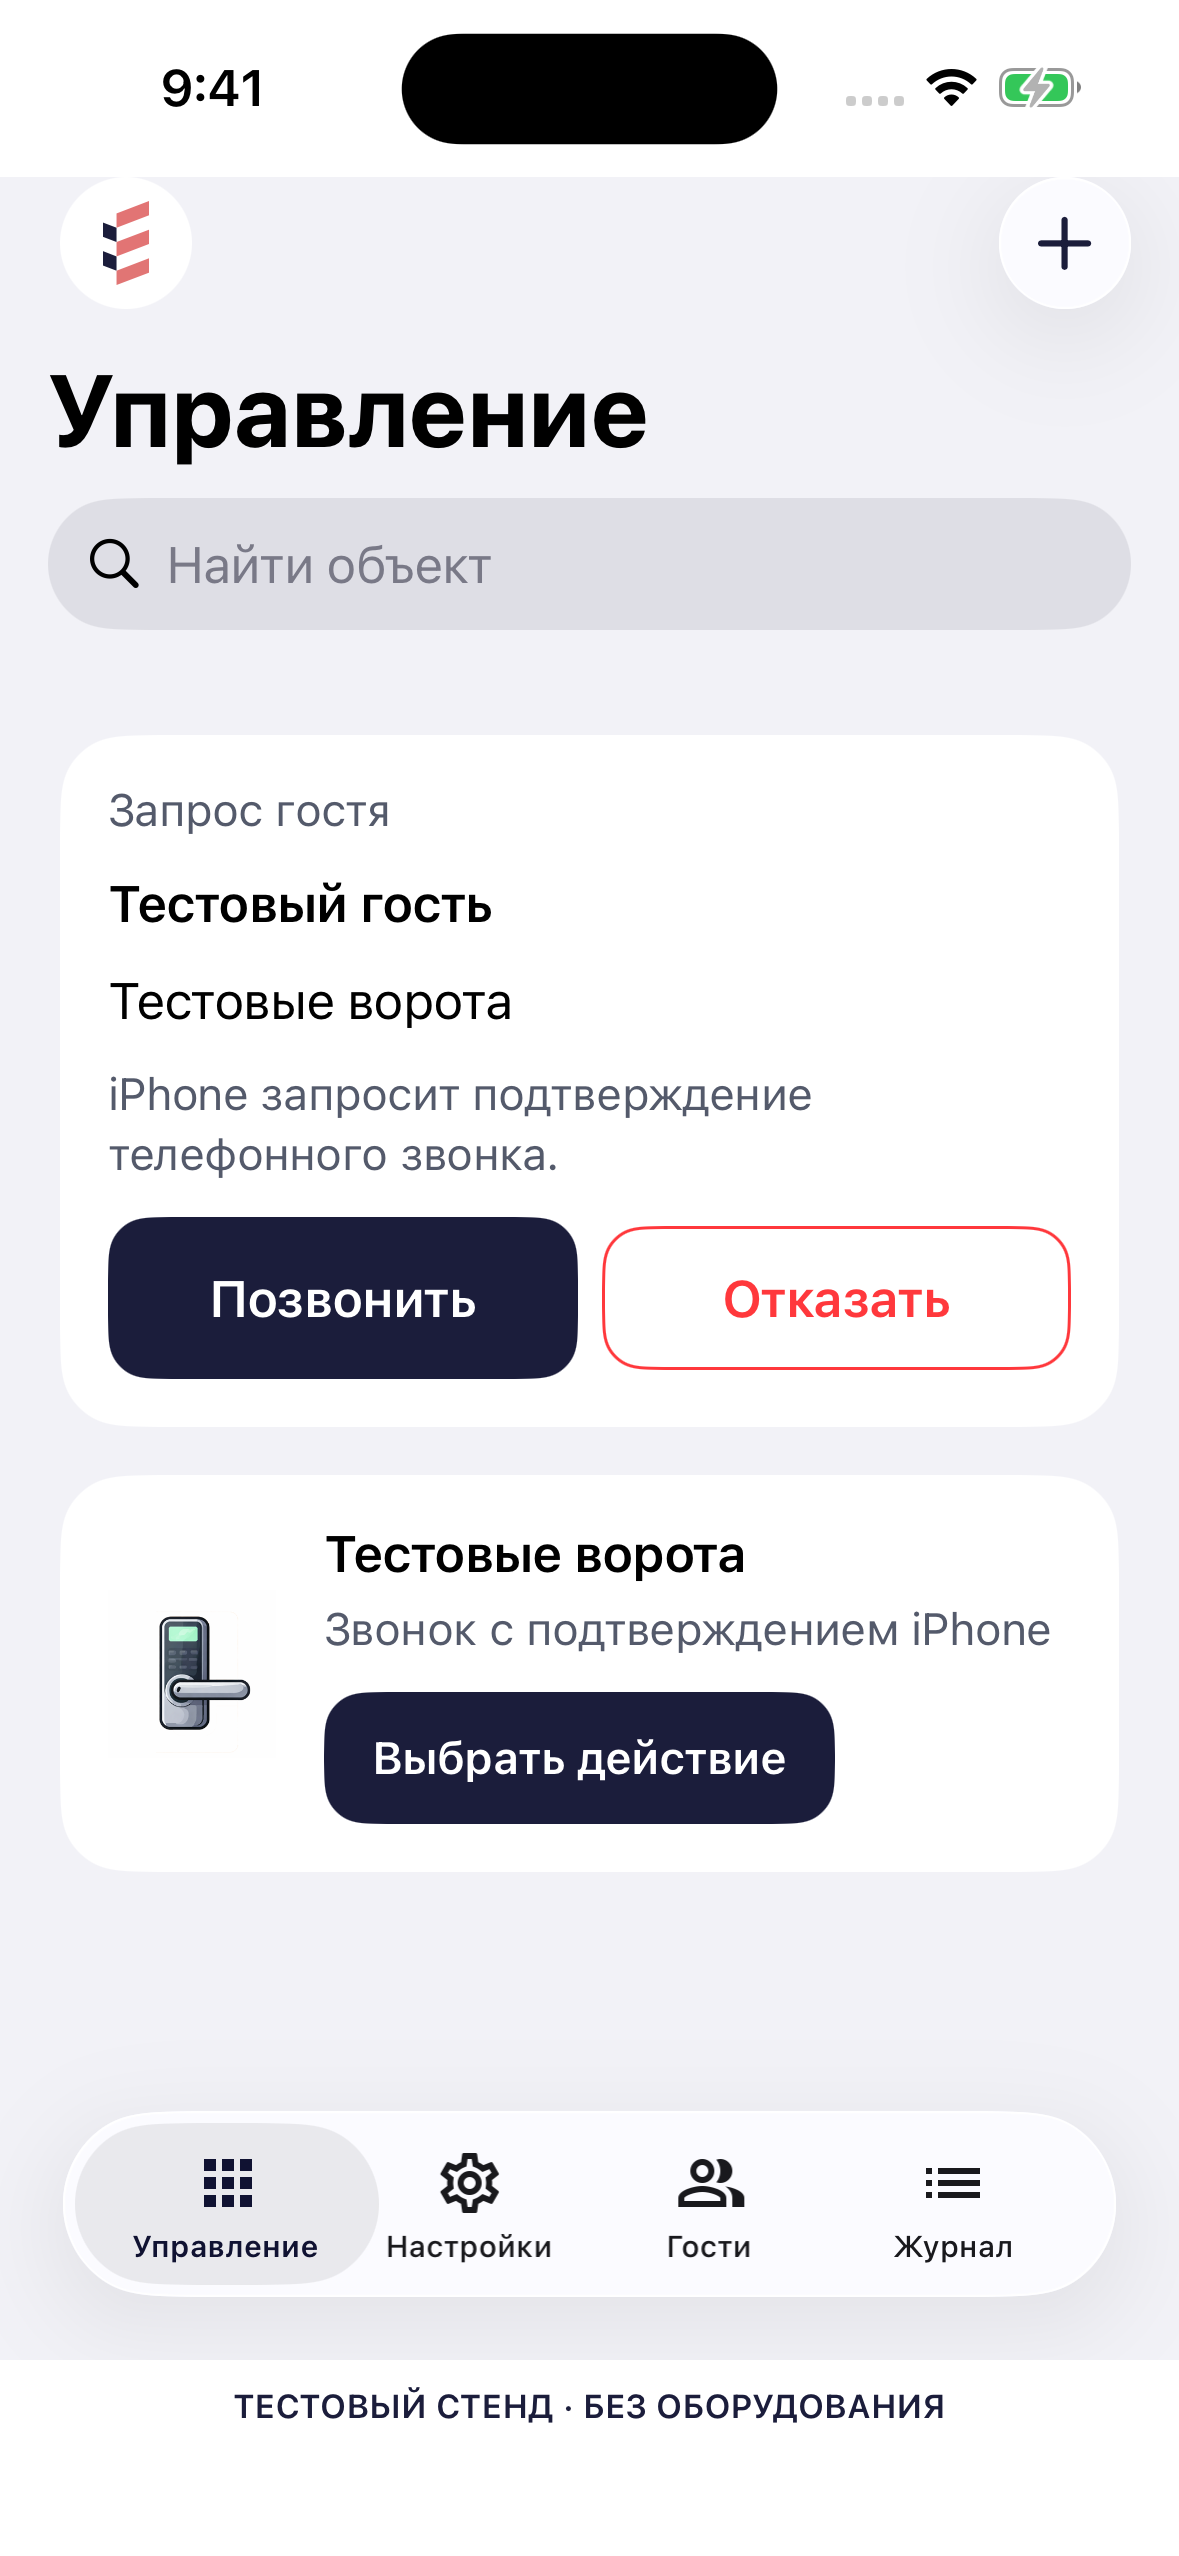 9:41
Управление
Найти объект
Запрос гостя
Тестовый гость
Тестовые ворота
iPhone запросит подтверждение
телефонного звонка.
Позвонить
Отказать
Тестовые ворота
Звонок с подтверждением iPhone
Выбрать действие
Управление
Настройки
Гости
Журнал
ТЕСТОВЫЙ СТЕНД · БЕЗ ОБОРУДОВАНИЯ